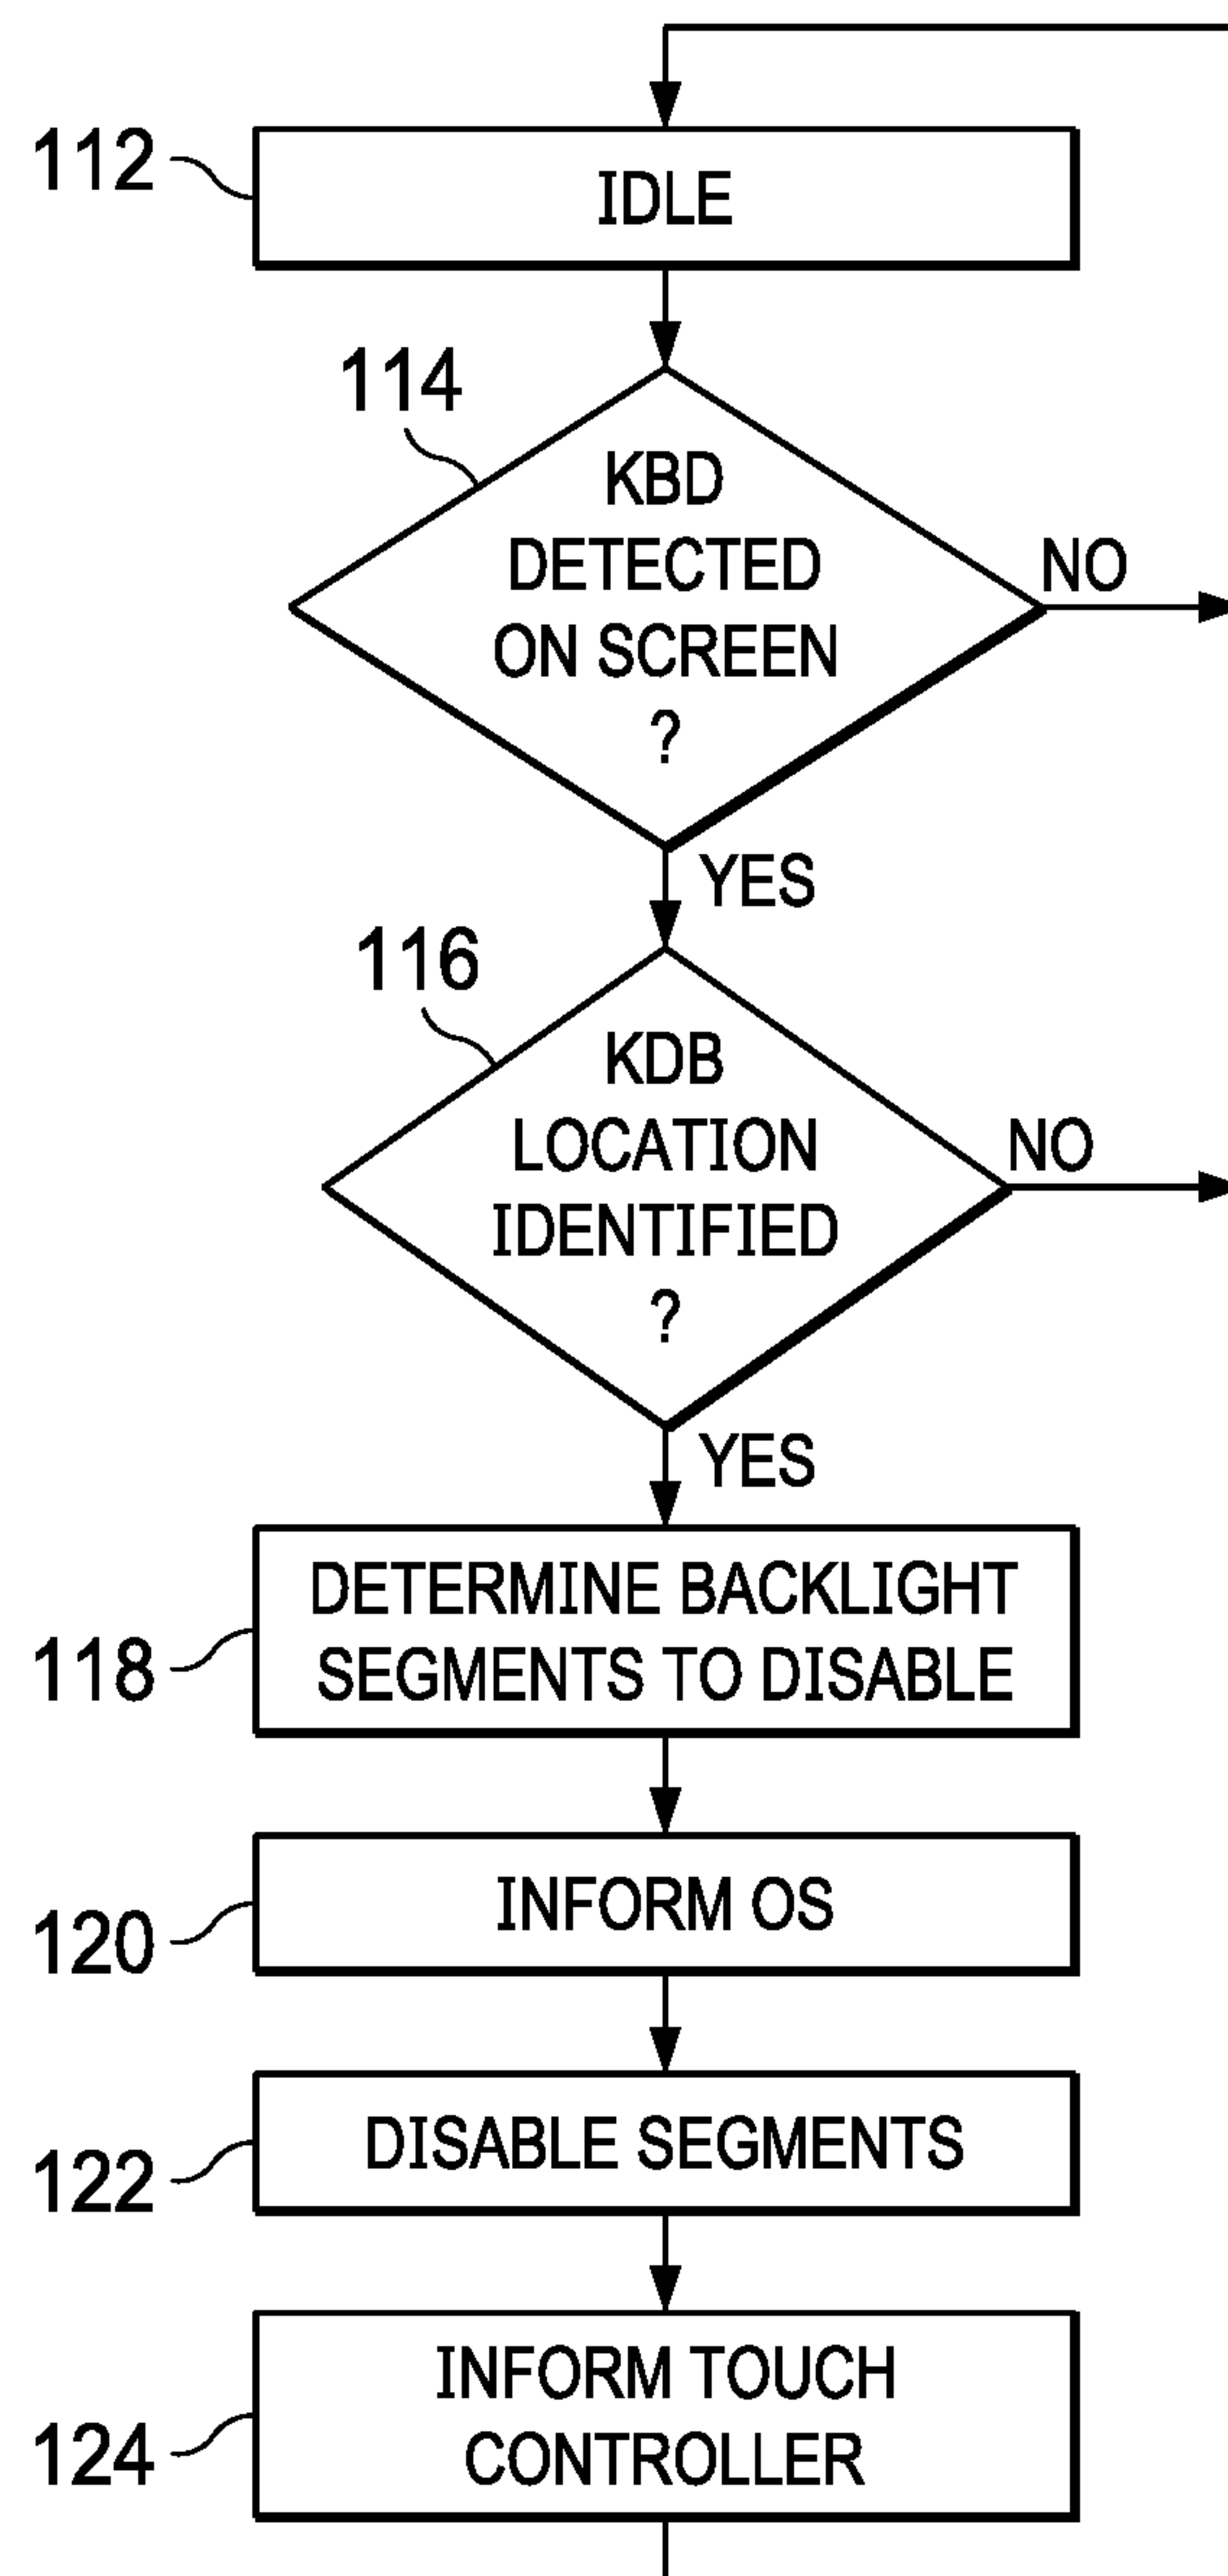 112
IDLE
114
KBD
DETECTED
ON SCREEN
?
NO
YES
116
KDB
LOCATION
IDENTIFIED
?
NO
YES
118
DETERMINE BACKLIGHT
SEGMENTS TO DISABLE
120
INFORM OS
122
DISABLE SEGMENTS
124
INFORM TOUCH
CONTROLLER